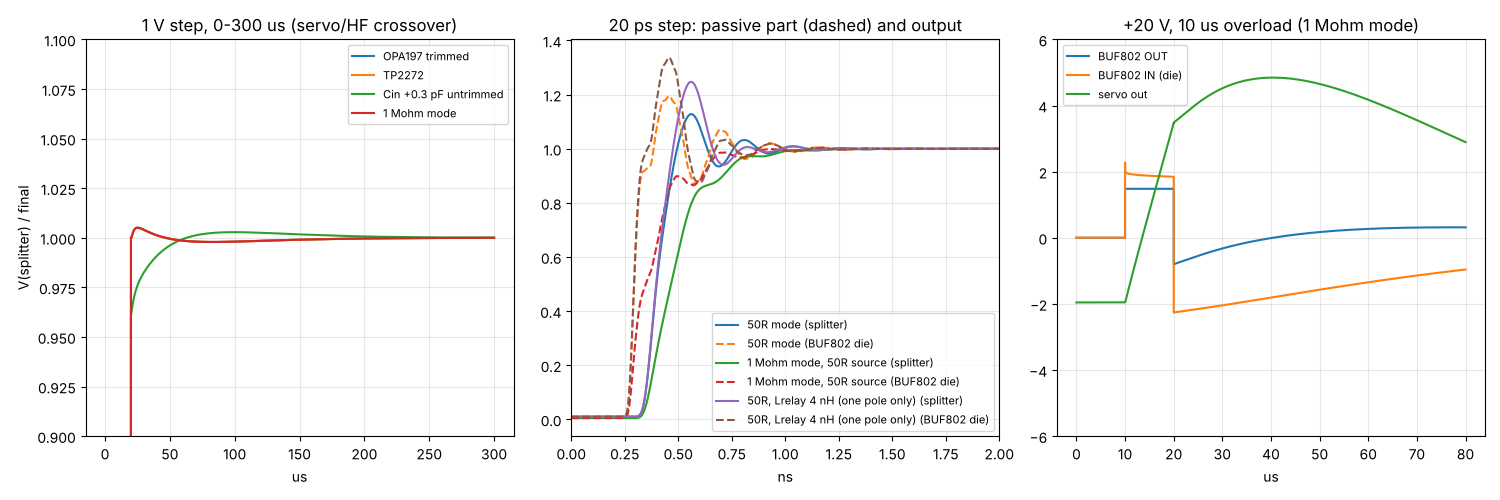 1 V step, 0-300 us (servo/HF crossover)
V(splitter) / final
1.100
1.075
1.050
1.025
1.000
0.975
0.950
0.925
0.900
OPA197 trimmed
TP2272
Cin +0.3 pF untrimmed
1 Mohm mode
0 50 100 150 200 250 300
us
20 ps step: passive part (dashed) and output
1.4
1.2
1.0
0.8
0.6
0.4
0.2
0.0
50R mode (splitter)
50R mode (BUF802 die)
1 Mohm mode, 50R source (splitter)
1 Mohm mode, 50R source (BUF802 die)
50R, Lrelay 4 nH (one pole only) (splitter)
50R, Lrelay 4 nH (one pole only) (BUF802 die)
0.00 0.25 0.50 0.75 1.00 1.25 1.50 1.75 2.00
ns
+20 V, 10 us overload (1 Mohm mode)
6
4
2
0
−2
−4
−6
BUF802 OUT
BUF802 IN (die)
servo out
0 10 20 30 40 50 60 70 80
us